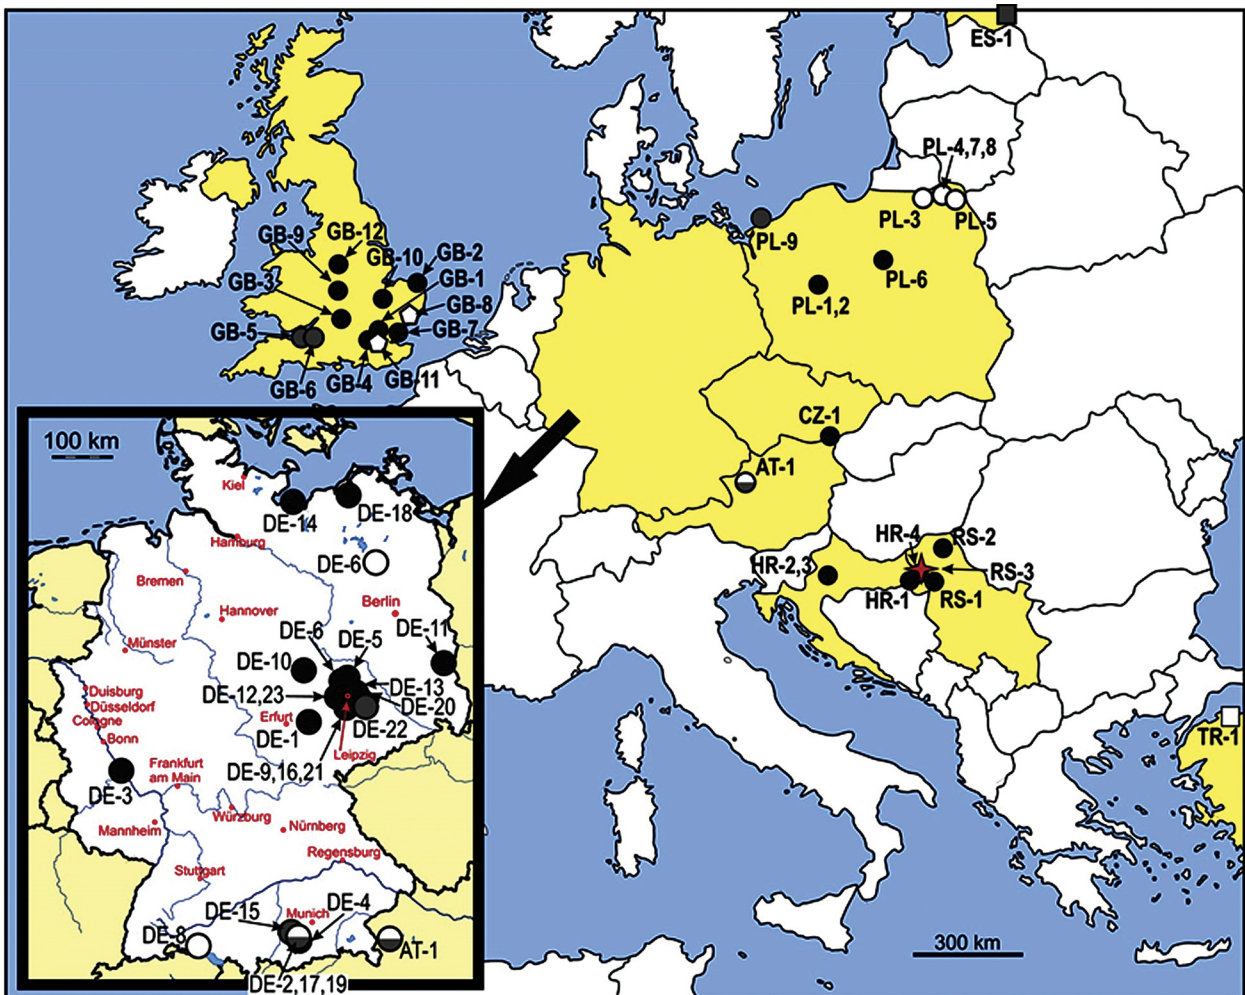 ES-1
PL-4,7,8
PL-3
PL-5
PL-9
PL-6
PL-1,2
GB-12
GB-9
GB-10
GB-2
GB-3
GB-1
GB-8
GB-5
GB-7
GB-6
GB-4
GB-11
CZ-1
AT-1
HR-4
RS-2
HR-2,3
RS-3
HR-1
RS-1
TR-1
300 km
100 km
Kiel
DE-14
DE-18
Hamburg
DE-6
Bremen
Berlin
Hannover
DE-11
DE-6
DE-5
Münster
DE-10
DE-13
DE-12,23
Duisburg
Düsseldorf
DE-20
Cologne
Erfurt
DE-22
DE-1
Bonn
Leipzig
DE-9,16,21
Frankfurt
am Main
DE-3
Würzburg
Mannheim
Nürnberg
Regensburg
Stuttgart
DE-4
DE-15
Munich
DE-8
AT-1
DE-2,17,19